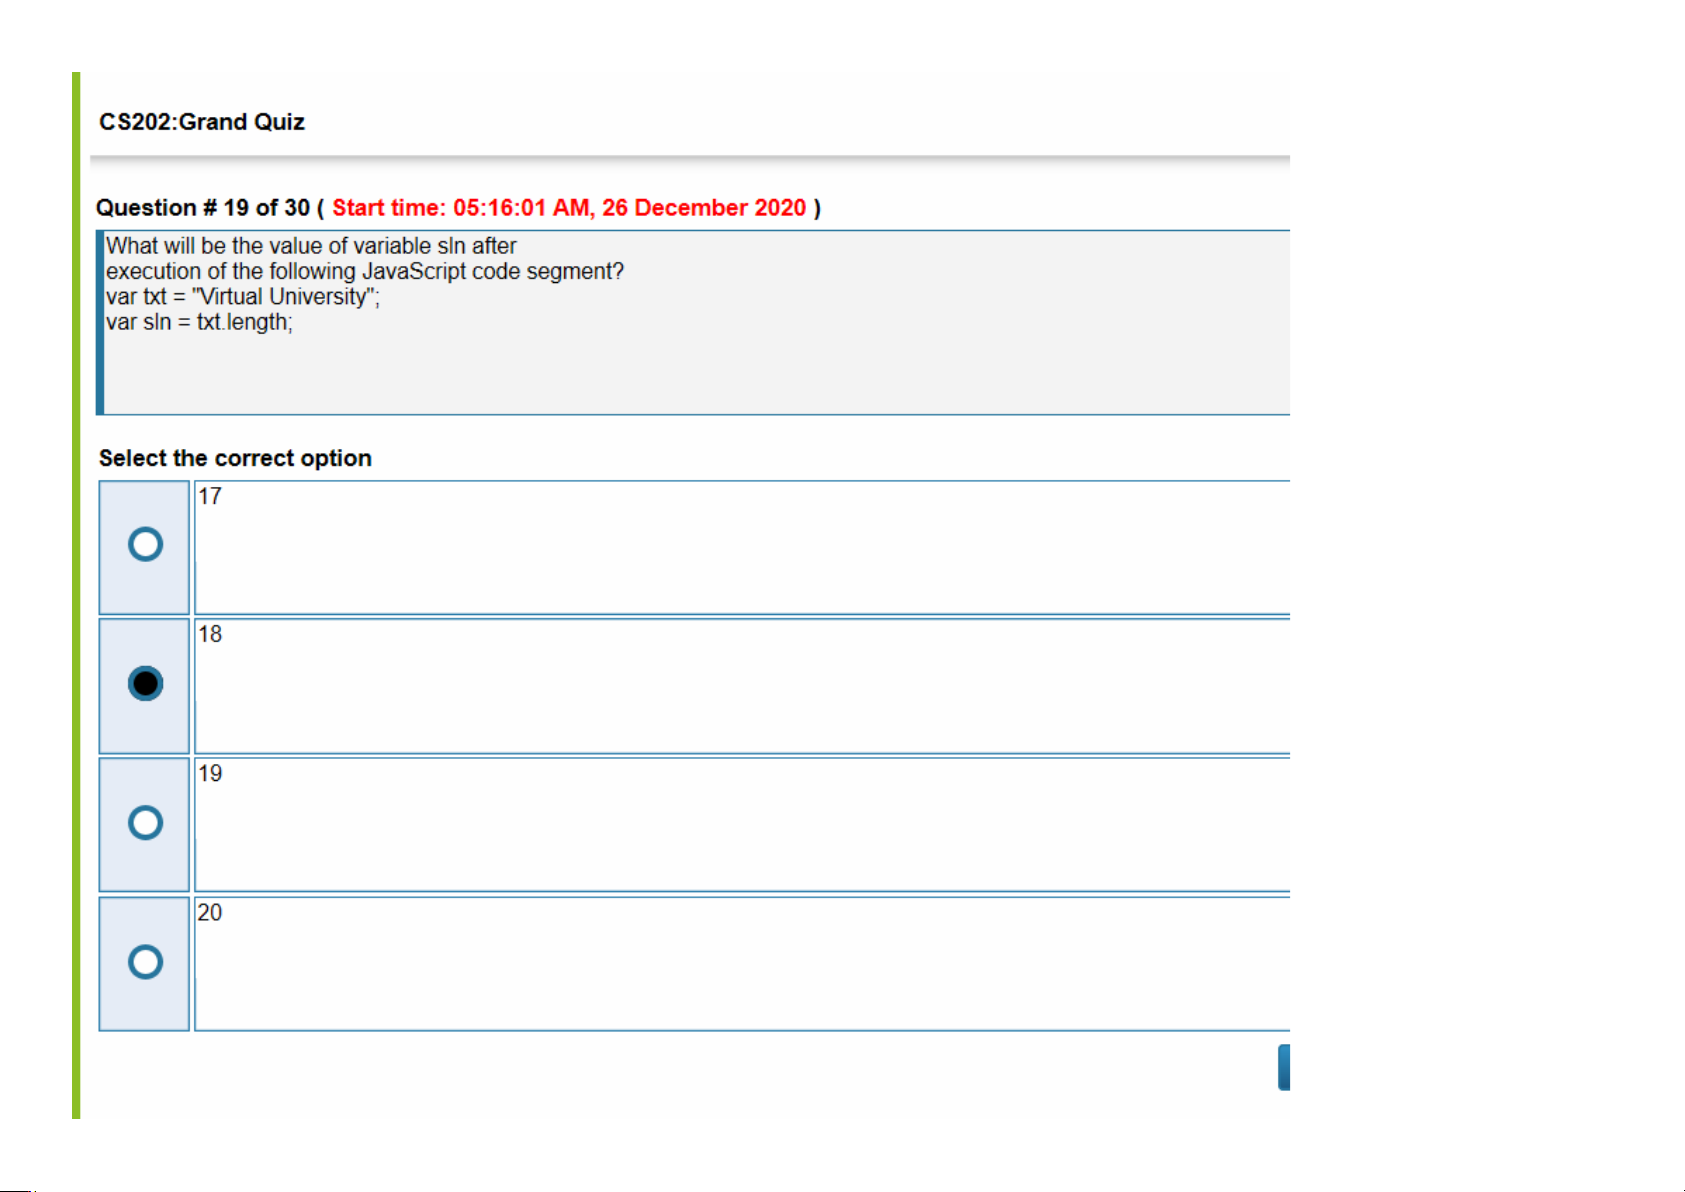 CS202:Grand Quiz
Question # 19 of 30 ( Start time: 05:16:01 AM, 26 December 2020 )
What will be the value of variable sln after
execution of the following JavaScript code segment?
var txt = "Virtual University";
var sln = txt.length;
Select the correct option
17
18
19
20